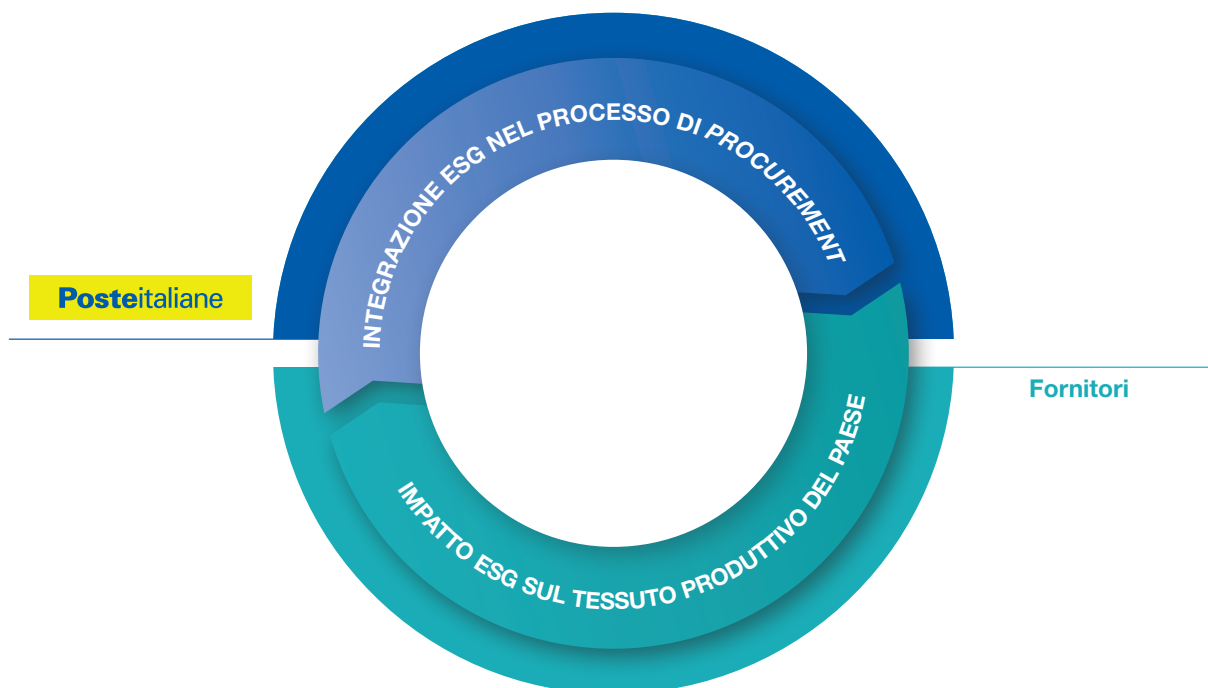 INTEGRAZIONE ESG NEL PROCESSO DI PROCUREMENT
Posteitaliane
Fornitori
IMPATTO ESG SUL TESSUTO PRODUTTIVO DEL PAESE